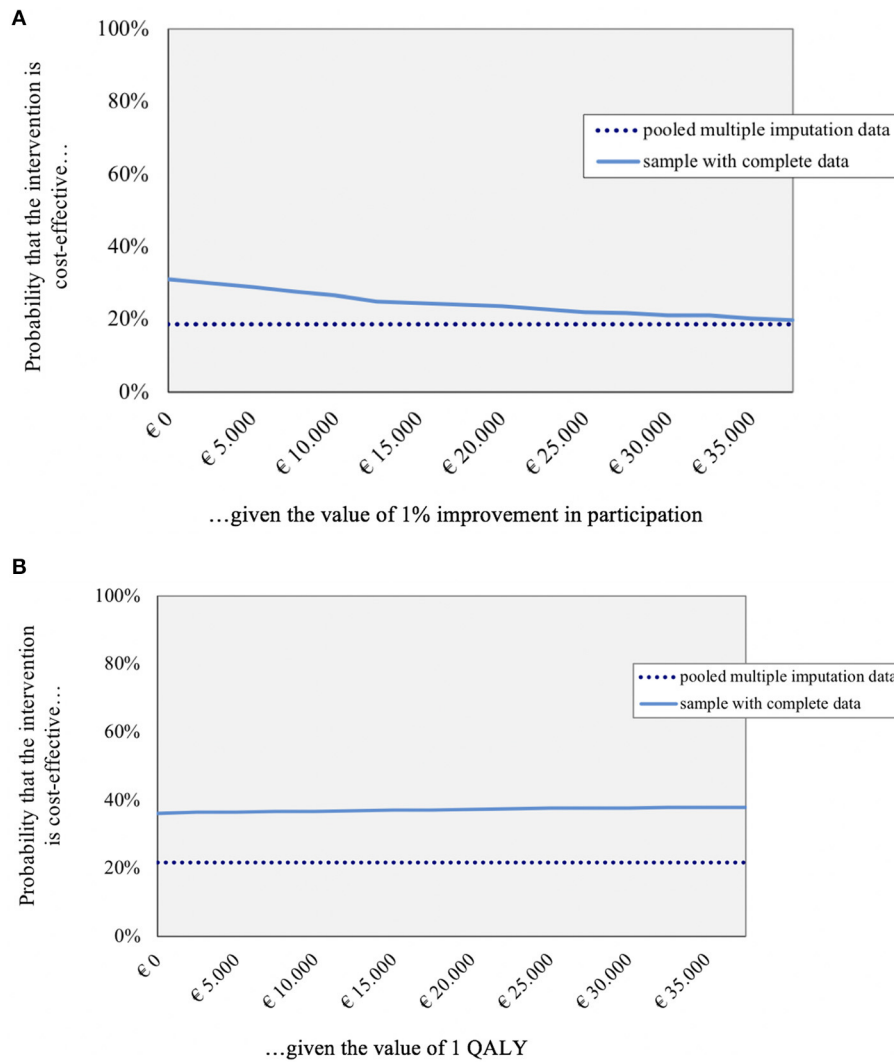 A
100%
80%
60%
40%
20%
0%
Probability that the intervention is
cost-effective…
pooled multiple imputation data
sample with complete data
€ 0
€ 5.000
€ 10.000
€ 15.000
€ 20.000
€ 25.000
€ 30.000
€ 35.000
…given the value of 1% improvement in participation
B
100%
80%
60%
40%
20%
0%
Probability that the intervention
is cost-effective…
pooled multiple imputation data
sample with complete data
€ 0
€ 5.000
€ 10.000
€ 15.000
€ 20.000
€ 25.000
€ 30.000
€ 35.000
…given the value of 1 QALY